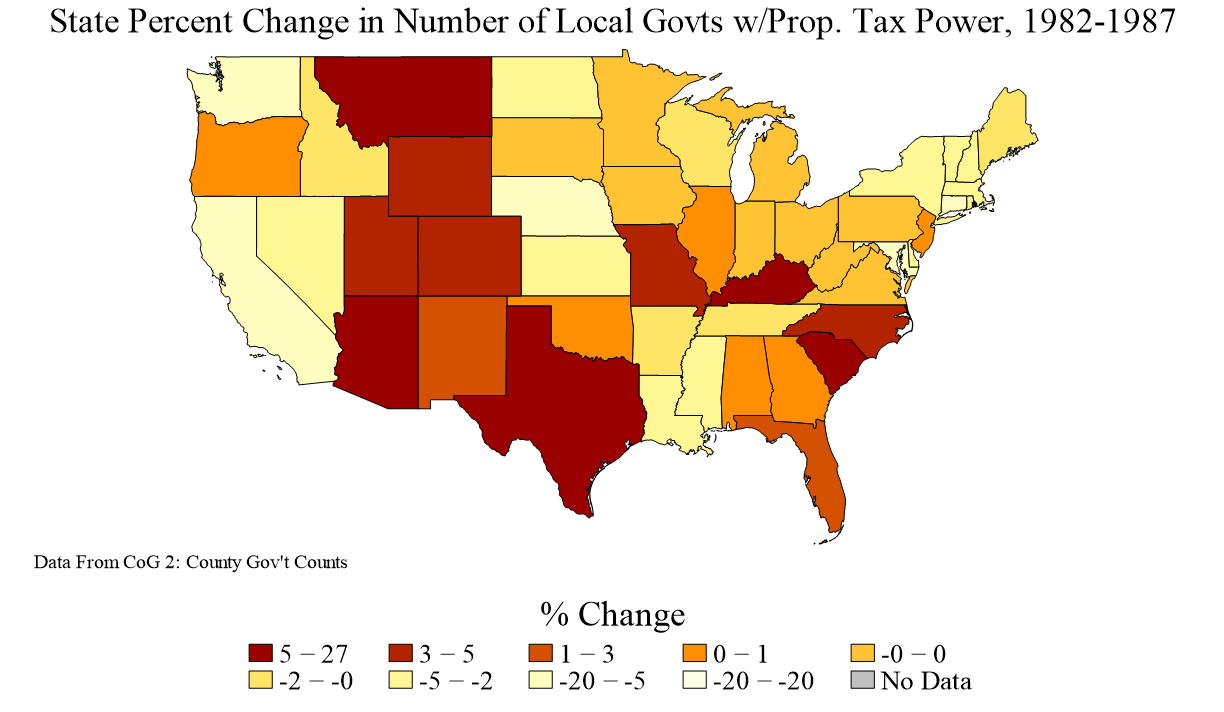 State Percent Change in Number of Local Govts w/Prop. Tax Power, 1982-1987
Data From CoG 2: County Gov't Counts
% Change
5 − 27 3 − 5 1 − 3 0 − 1 -0 − 0
-2 − -0 -5 − -2 -20 − -5 -20 − -20 No Data